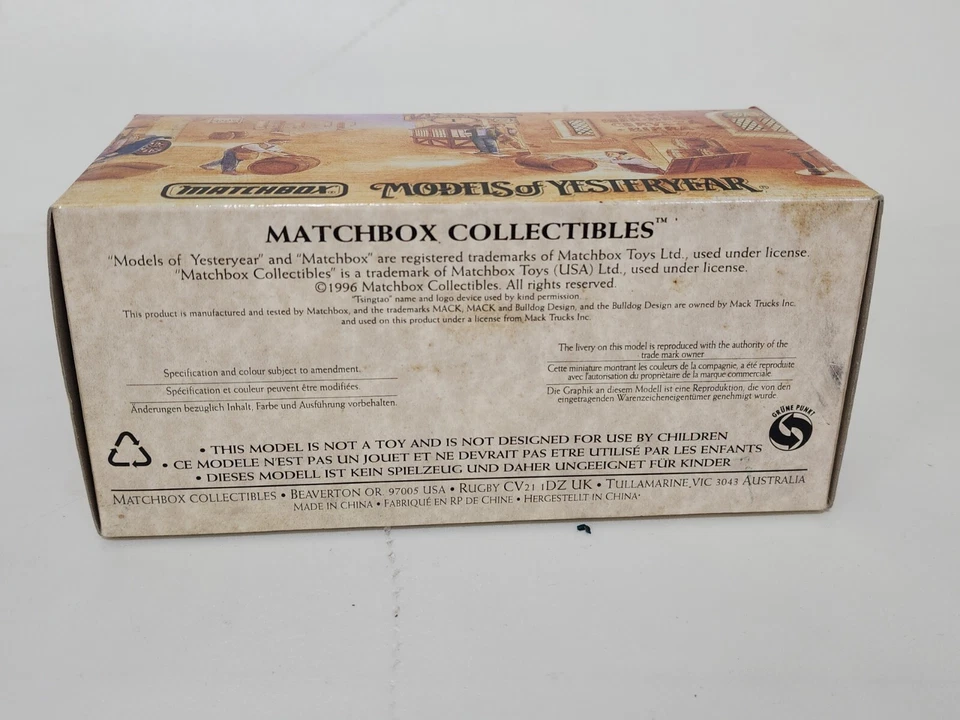 MATCHBOX MODELS of YESTERYEAR®
MATCHBOX COLLECTIBLES™
"Models of Yesteryear" and "Matchbox" are registered trademarks of Matchbox Toys Ltd., used under license.
"Matchbox Collectibles" is a trademark of Matchbox Toys (USA) Ltd., used under license.
©1996 Matchbox Collectibles. All rights reserved.
"Tsingtao" name and logo device used by kind permission.
This product is manufactured and tested by Matchbox, and the trademarks MACK, MACK and Bulldog Design, and the Bulldog Design are owned by Mack Trucks Inc.
and used on this product under a license from Mack Trucks Inc.
Specification and colour subject to amendment.
Spécification et couleur peuvent être modifiées.
Änderungen bezüglich Inhalt, Farbe und Ausführung vorbehalten.
The livery on this model is reproduced with the authority of the
trade mark owner
Cette miniature montrant les couleurs de la compagnie, a été reproduite
avec l'autorisation du propriétaire de la marque commerciale
Die Graphik an diesem Modell ist eine Reproduktion, die von den
eingetragenden Warenzeicheneigentümer genehmigt wurde
GRÜNE PUNKT
• THIS MODEL IS NOT A TOY AND IS NOT DESIGNED FOR USE BY CHILDREN
• CE MODELE N'EST PAS UN JOUET ET NE DEVRAIT PAS ETRE UTILISÉ PAR LES ENFANTS
• DIESES MODELL IST KEIN SPIELZEUG UND DAHER UNGEEIGNET FÜR KINDER
MATCHBOX COLLECTIBLES • BEAVERTON OR 97005 USA • RUGBY CV21 1DZ UK • TULLAMARINE, VIC 3043 AUSTRALIA
MADE IN CHINA • FABRIQUÉ EN RP DE CHINE • HERGESTELLT IN CHINA